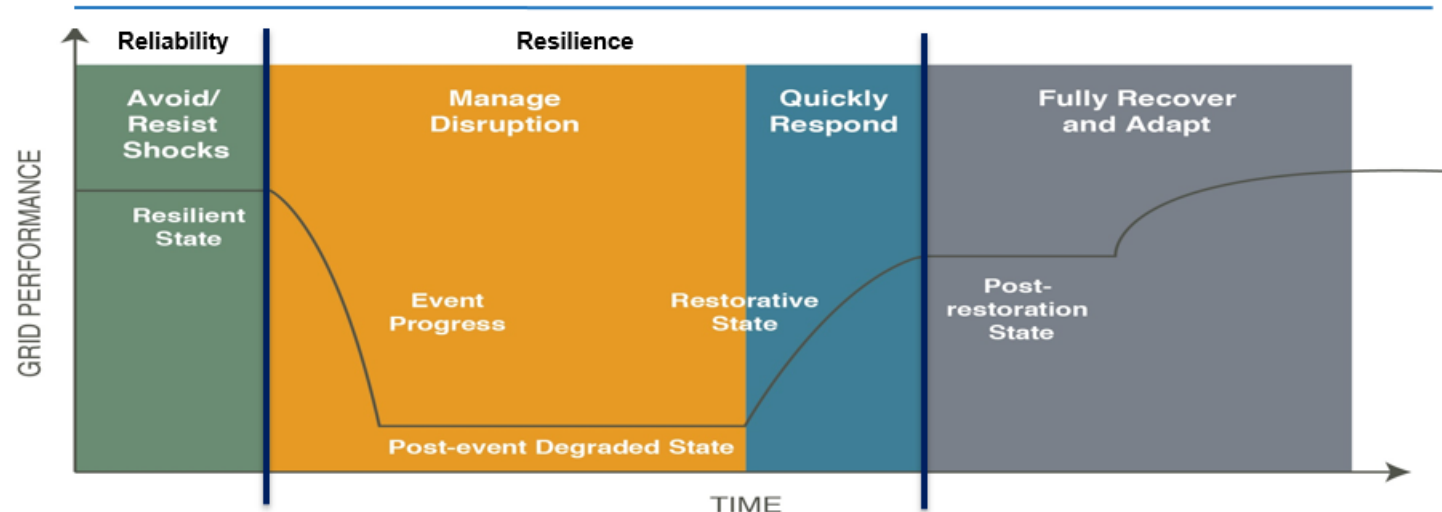 Reliability
Resilience
Avoid/
Resist
Shocks
Manage
Disruption
Quickly
Respond
Fully Recover
and Adapt
GRID PERFORMANCE
Resilient
State
Event
Progress
Restorative
State
Post-
restoration
State
Post-event Degraded State
TIME